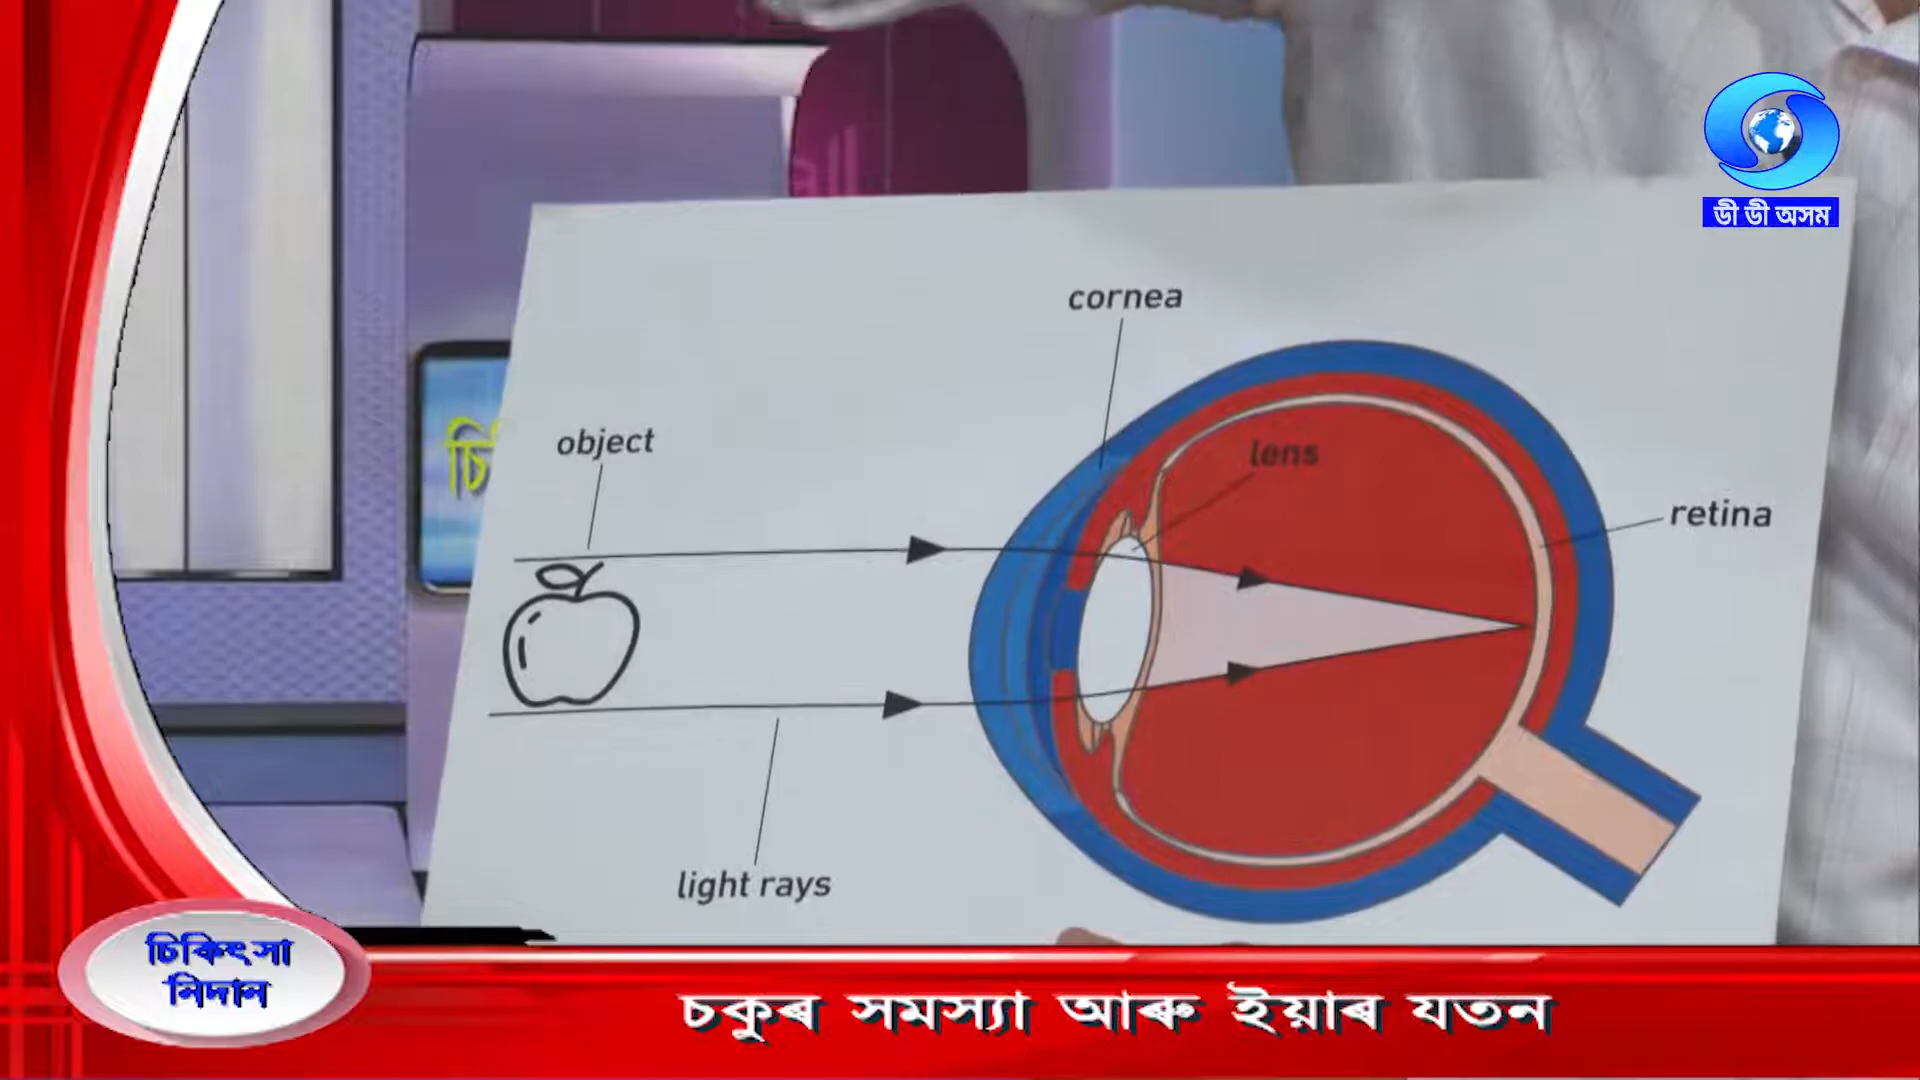 ডী ডী অসম
cornea
object
lens
retina
চি
light rays
চিকিৎসা
নিদান
চকুৰ সমস্যা আৰু ইয়াৰ যতন